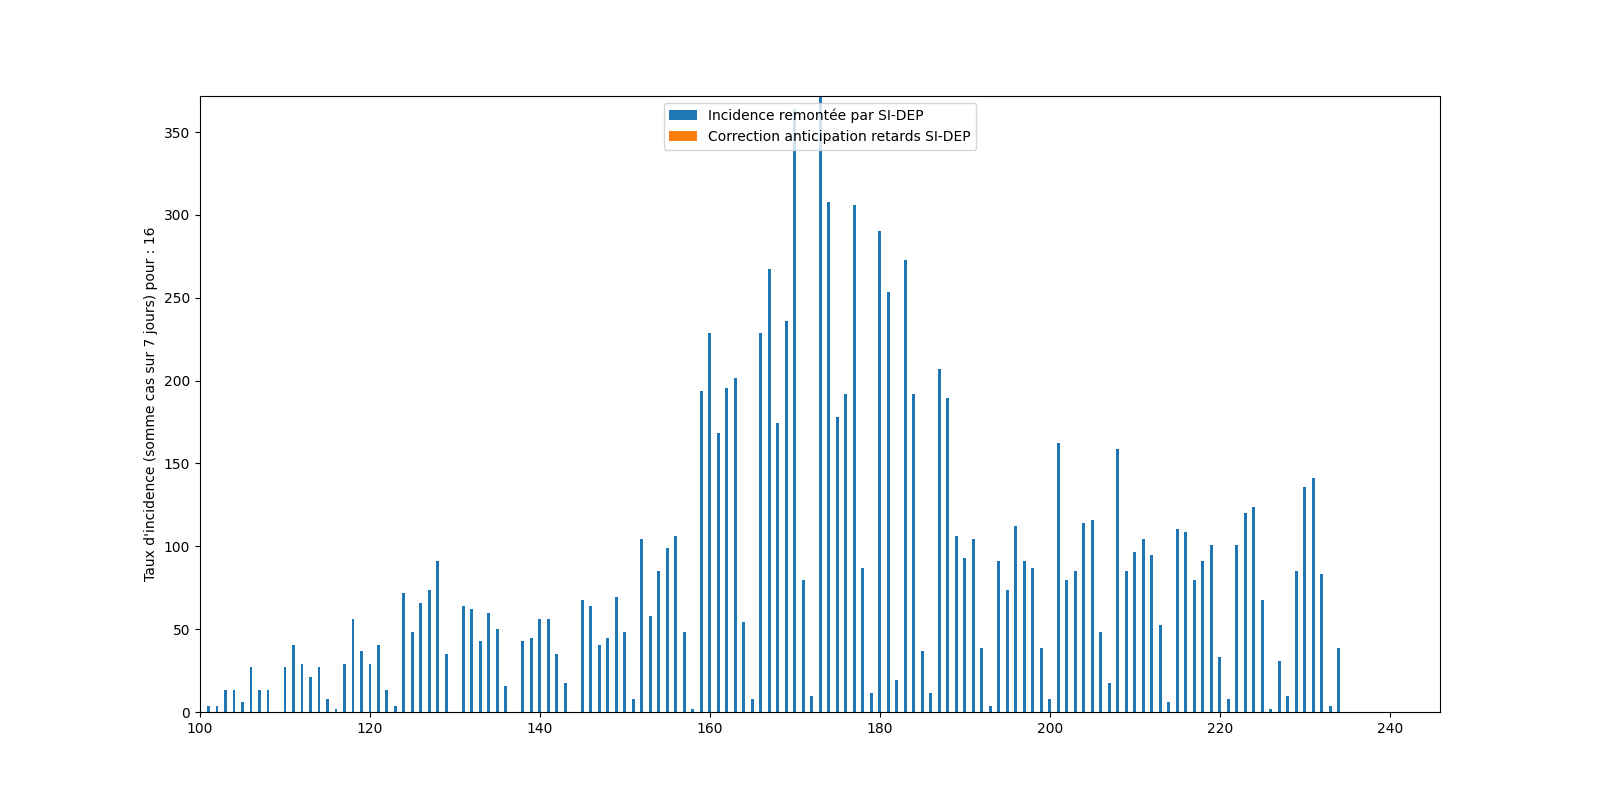 Incidence remontée par SI-DEP
Correction anticipation retards SI-DEP
Taux d'incidence (somme cas sur 7 jours) pour : 16
350
300
250
200
150
100
50
0
100 120 140 160 180 200 220 240